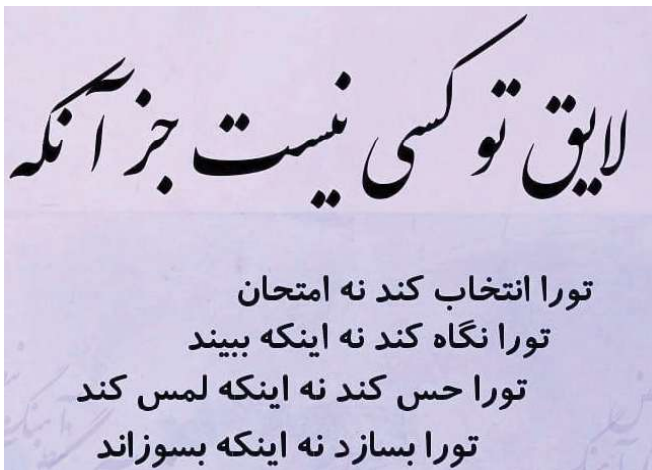 لایق تو کسی نیست جز آنکه
تورا انتخاب کند نه امتحان
تورا نگاه کند نه اینکه ببیند
تورا حس کند نه اینکه لمس کند
تورا بسازد نه اینکه بسوزاند